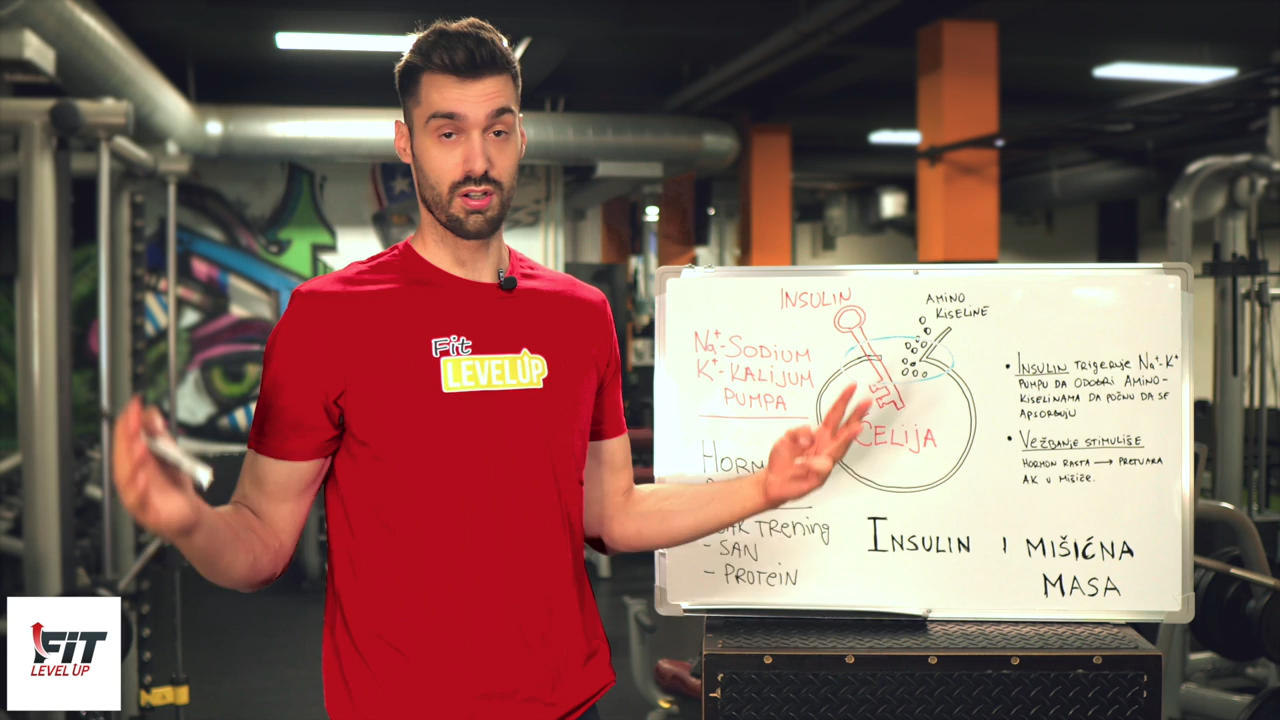 Fit
LEVELUP
INSULIN
AMINO
KISELINE
Na+-SODIUM
K+-KALIJUM
PUMPA
ĆELIJA
HORM
TRENING
- SAN
- PROTEIN
• INSULIN TRIGERUJE Na+-K+
PUMPU DA ODOBRI AMINO-
KISELINAMA DA POČNU DA SE
APSORBUJU
• VEŽBANJE STIMULIŠE
HORMON RASTA → PRETVARA
AK U MIŠIĆE.
INSULIN I MIŠIĆNA
MASA
FIT
LEVEL UP